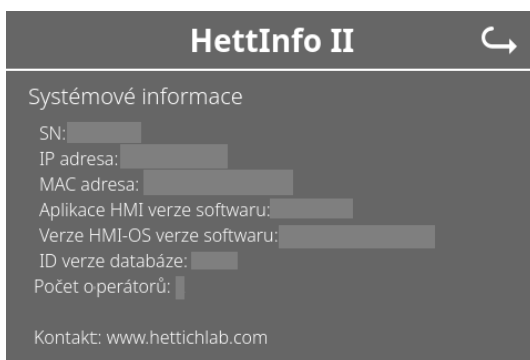 HettInfo II
Systémové informace
SN:
IP adresa:
MAC adresa:
Aplikace HMI verze softwaru:
Verze HMI-OS verze softwaru:
ID verze databáze:
Počet operátorů:
Kontakt: www.hettichlab.com